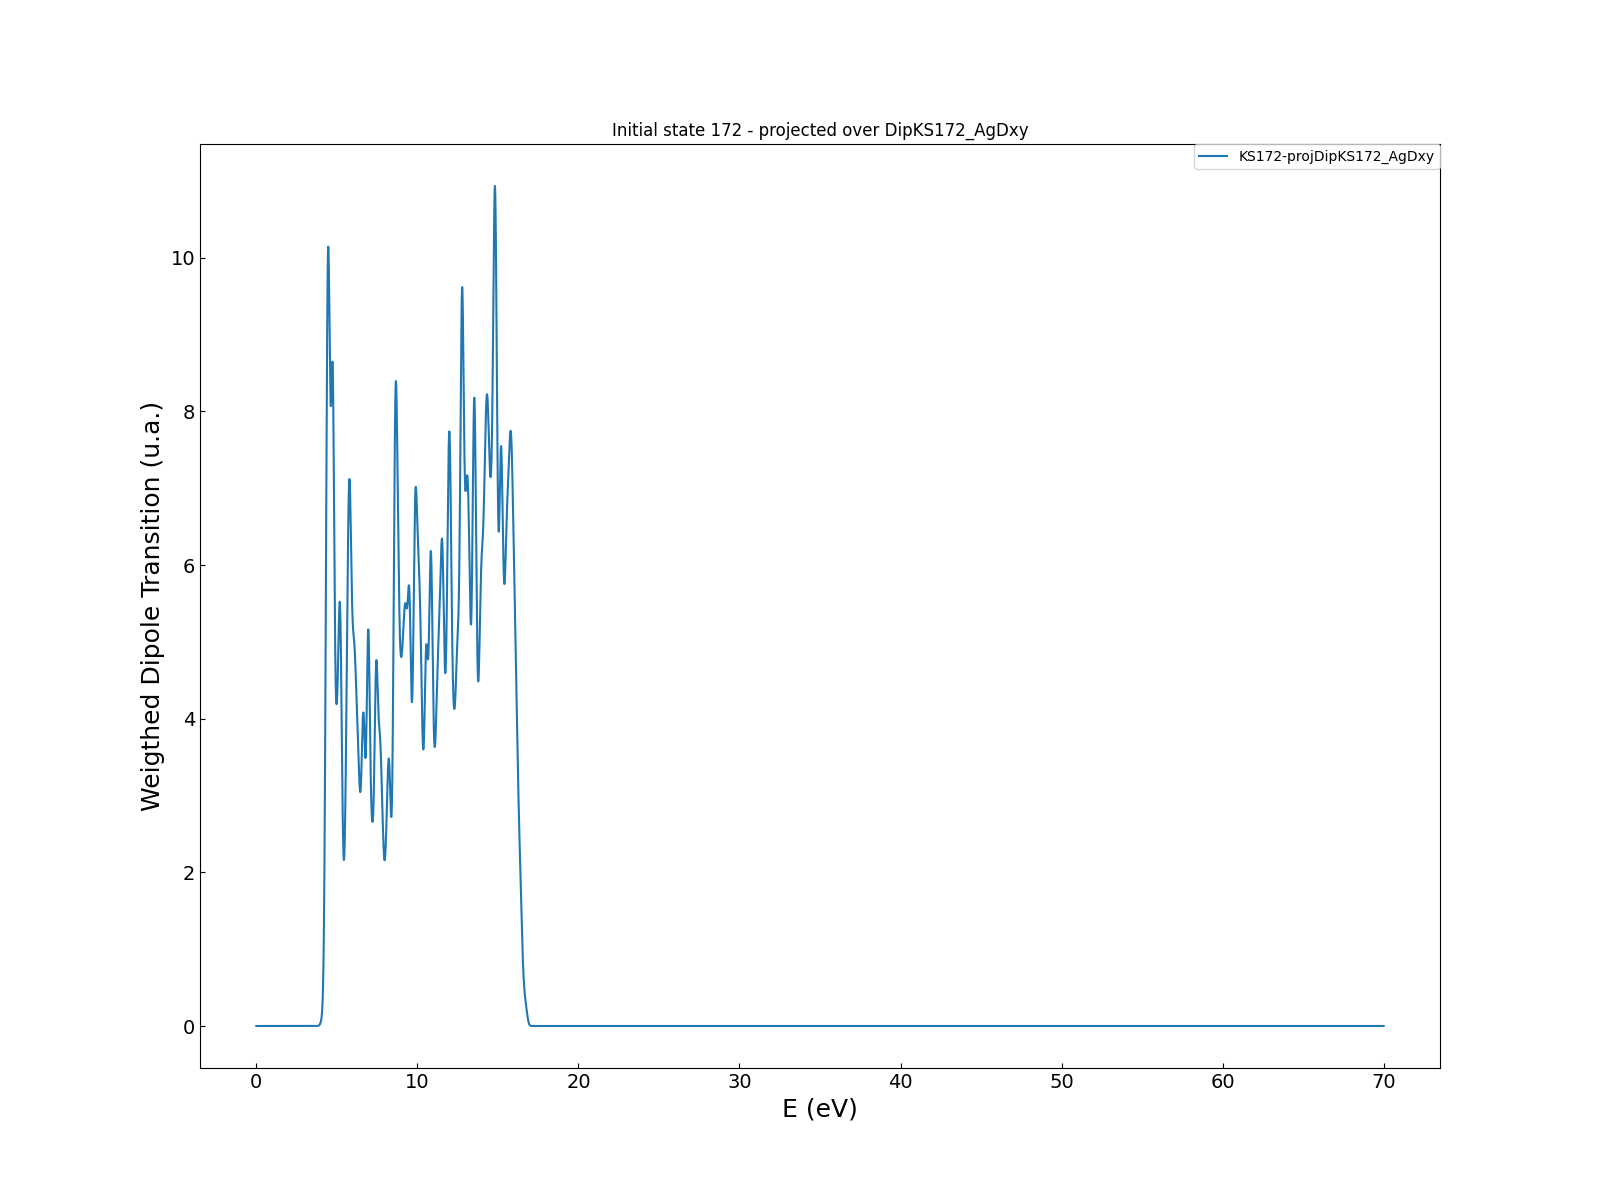 Initial state 172 - projected over DipKS172_AgDxy
KS172-projDipKS172_AgDxy
Weigthed Dipole Transition (u.a.)
10
8
6
4
2
0
0 10 20 30 40 50 60 70
E (eV)